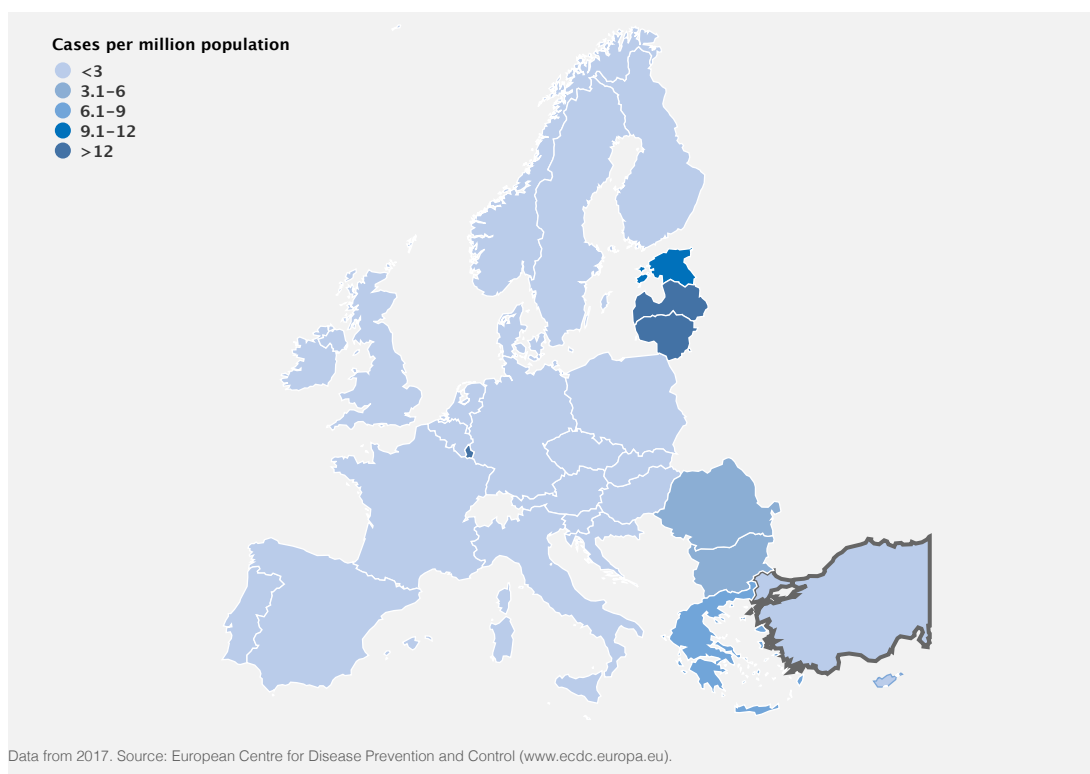 Cases per million population
<3
3.1–6
6.1–9
9.1–12
>12
Data from 2017. Source: European Centre for Disease Prevention and Control (www.ecdc.europa.eu).